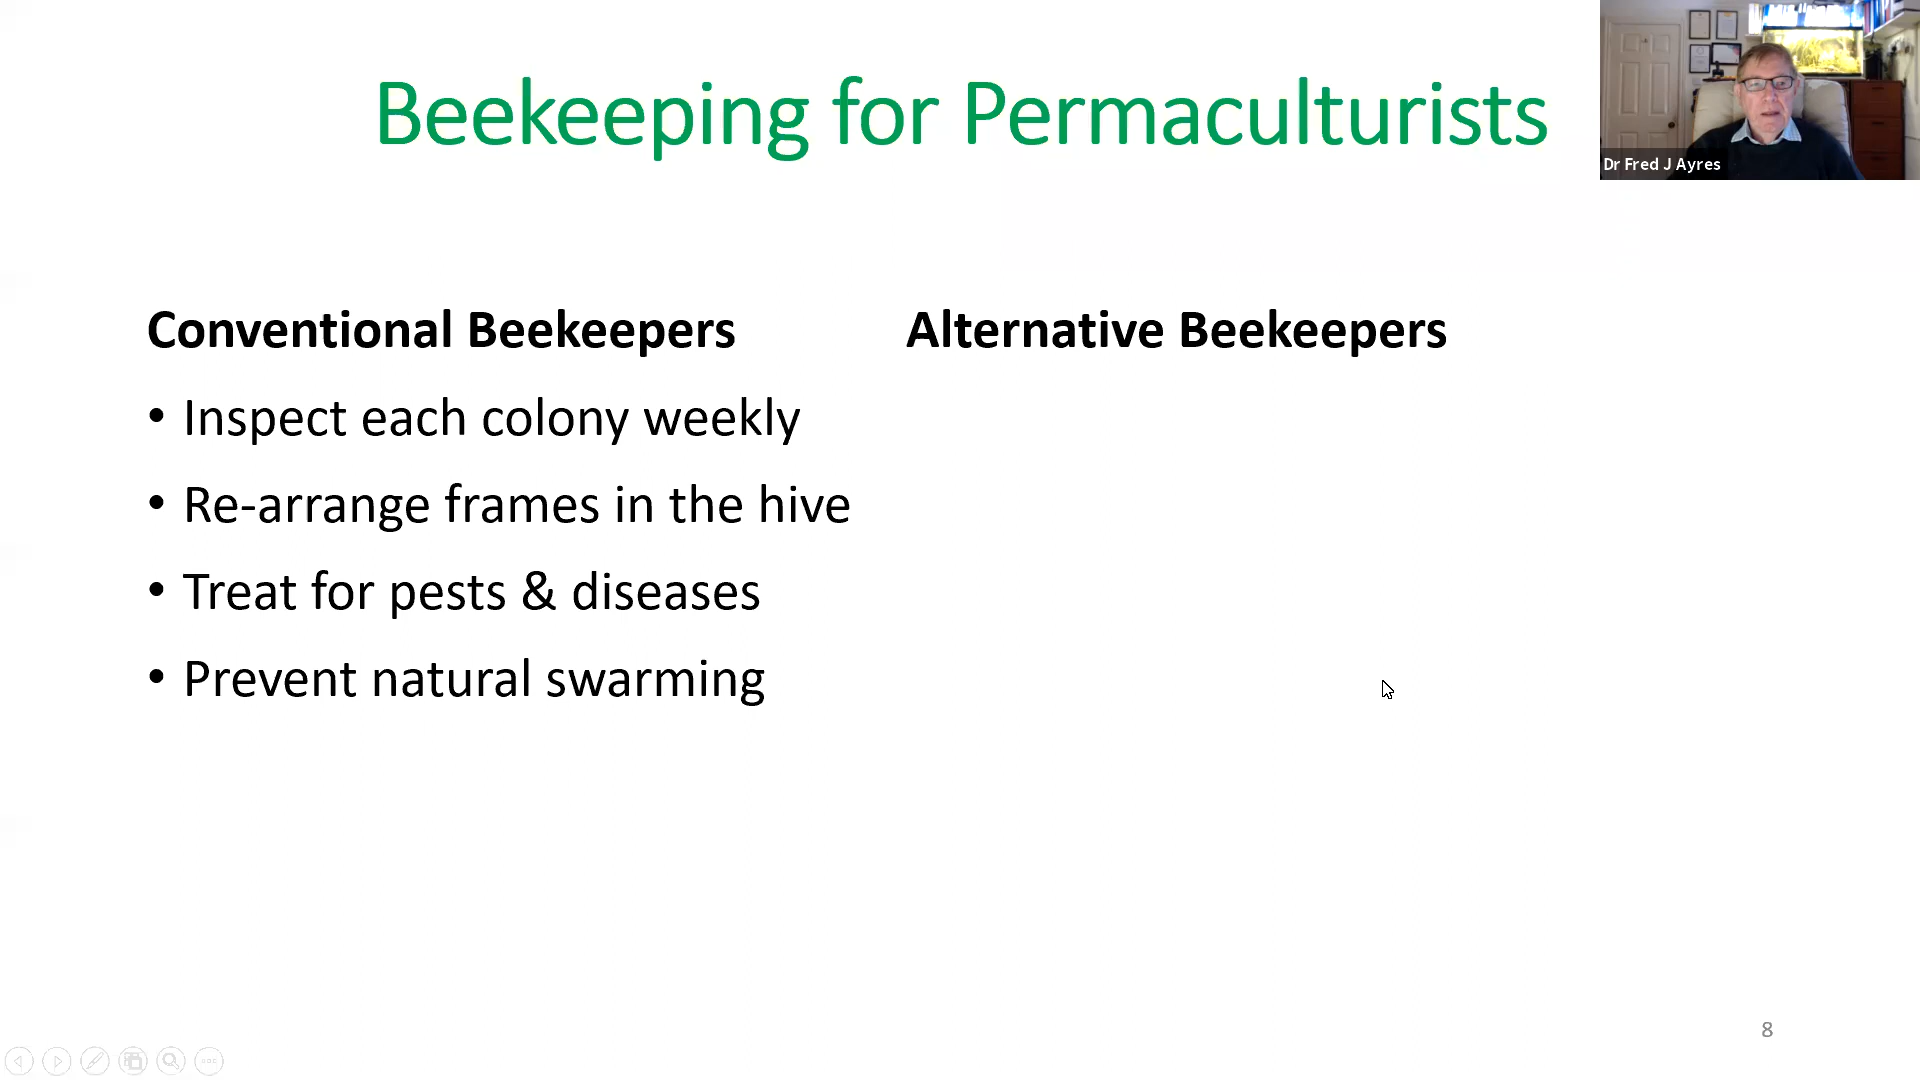 Beekeeping for Permaculturists
Dr Fred J Ayres
Conventional Beekeepers
• Inspect each colony weekly
• Re-arrange frames in the hive
• Treat for pests & diseases
• Prevent natural swarming
Alternative Beekeepers
8